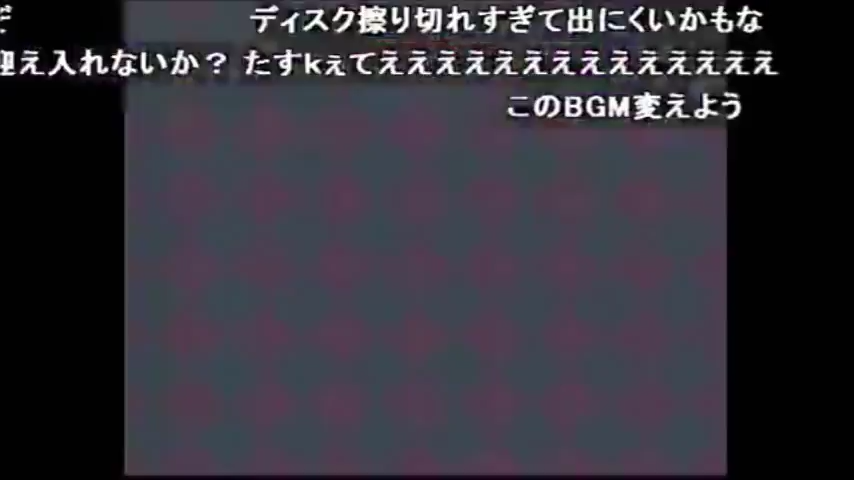 ディスク擦り切れすぎて出にくいかもな
迎え入れないか？ たすkぇてえええええええええええええええ
このBGM変えよう